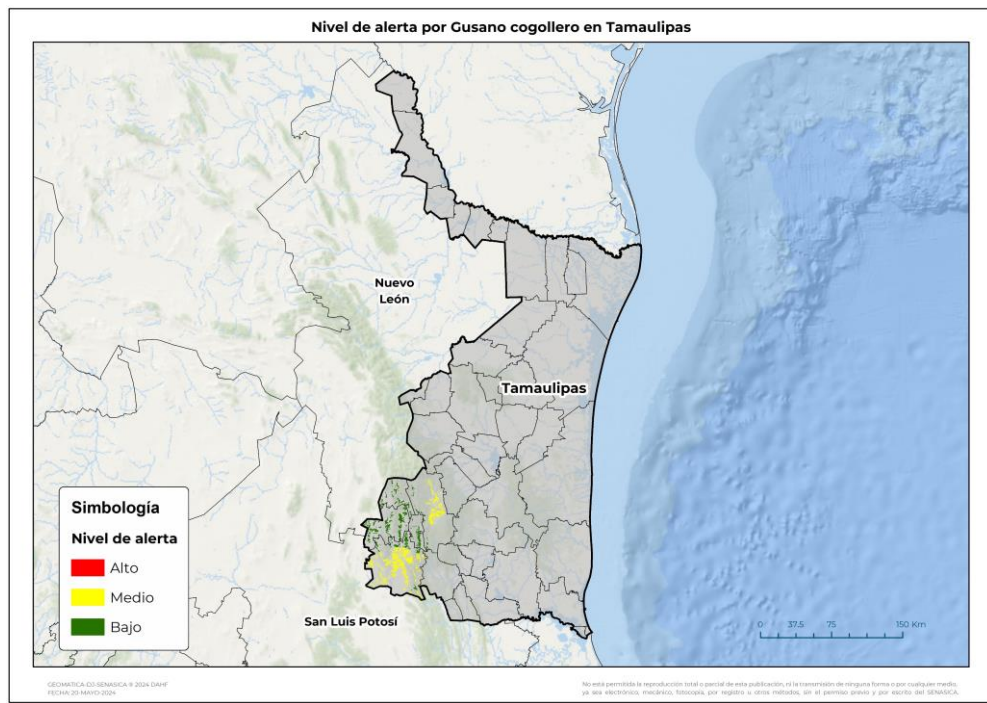 Nivel de alerta por Gusano cogollero en Tamaulipas
Nuevo
León
Tamaulipas
Simbología
Nivel de alerta
Alto
Medio
Bajo
San Luis Potosí
0 37.5 75 150 Km
GEOMATICA-CO-SENASICA ® 2024 DAHF
FECHA: 20-MAYO-2024
No está permitida la reproducción total o parcial de esta publicación, ni la transmisión de ninguna forma o por cualquier medio,
ya sea electrónico, mecánico, fotocopia, por registro u otros métodos, sin el permiso previo y por escrito del SENASICA.